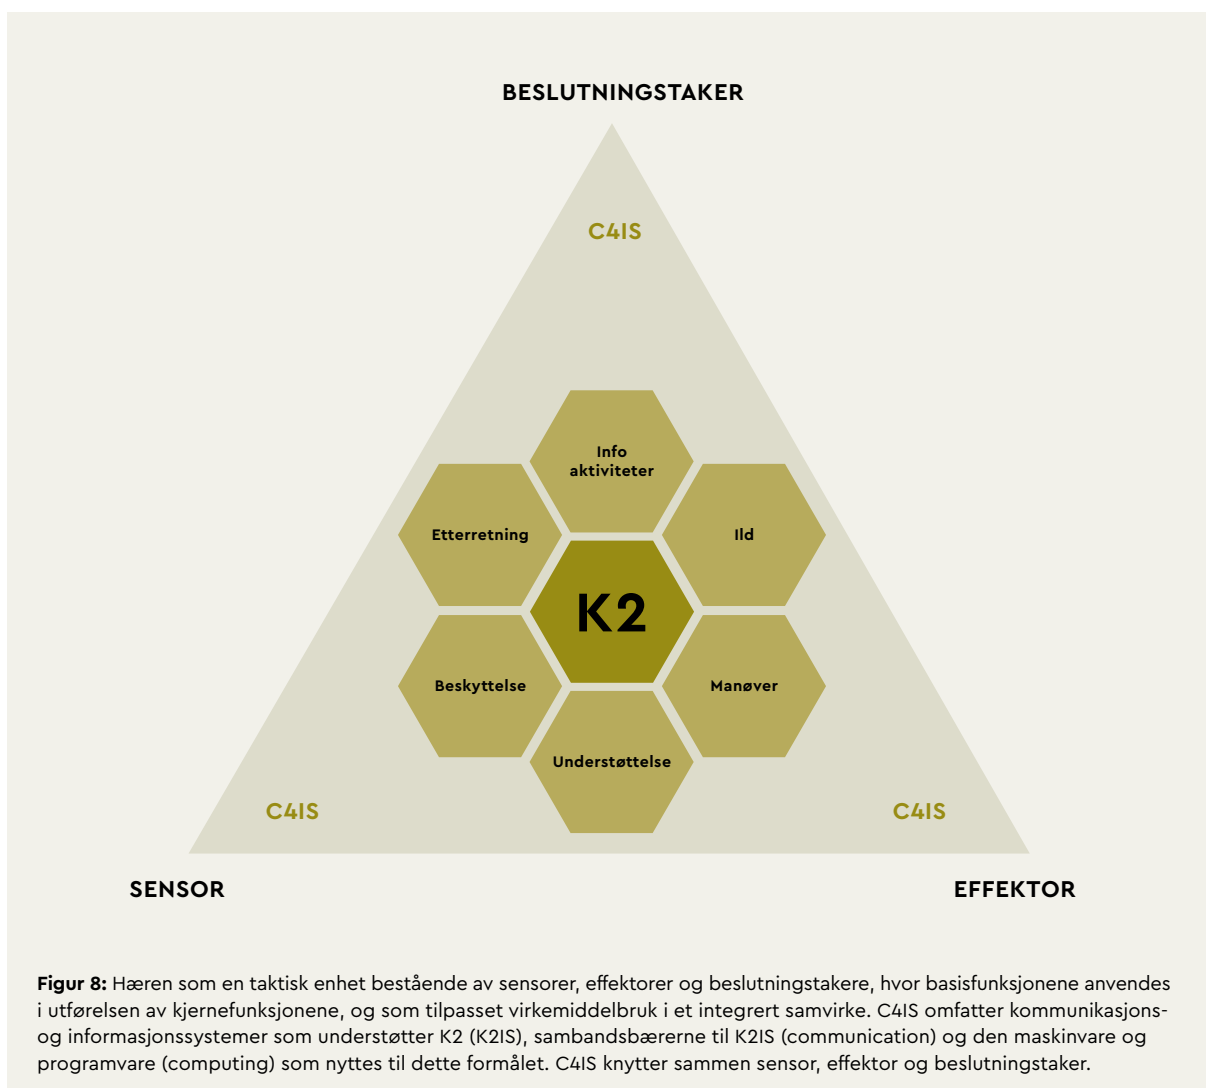 BESLUTNINGSTAKER
C4IS
Info
aktiviteter
Etterretning
Ild
K2
Beskyttelse
Manøver
Understøttelse
C4IS
C4IS
SENSOR
EFFEKTOR
Figur 8: Hæren som en taktisk enhet bestående av sensorer, effektorer og beslutningstakere, hvor basisfunksjonene anvendes
i utførelsen av kjernefunksjonene, og som tilpasset virkemiddelbruk i et integrert samvirke. C4IS omfatter kommunikasjons-
og informasjonssystemer som understøtter K2 (K2IS), sambandsbærerne til K2IS (communication) og den maskinvare og
programvare (computing) som nyttes til dette formålet. C4IS knytter sammen sensor, effektor og beslutningstaker.